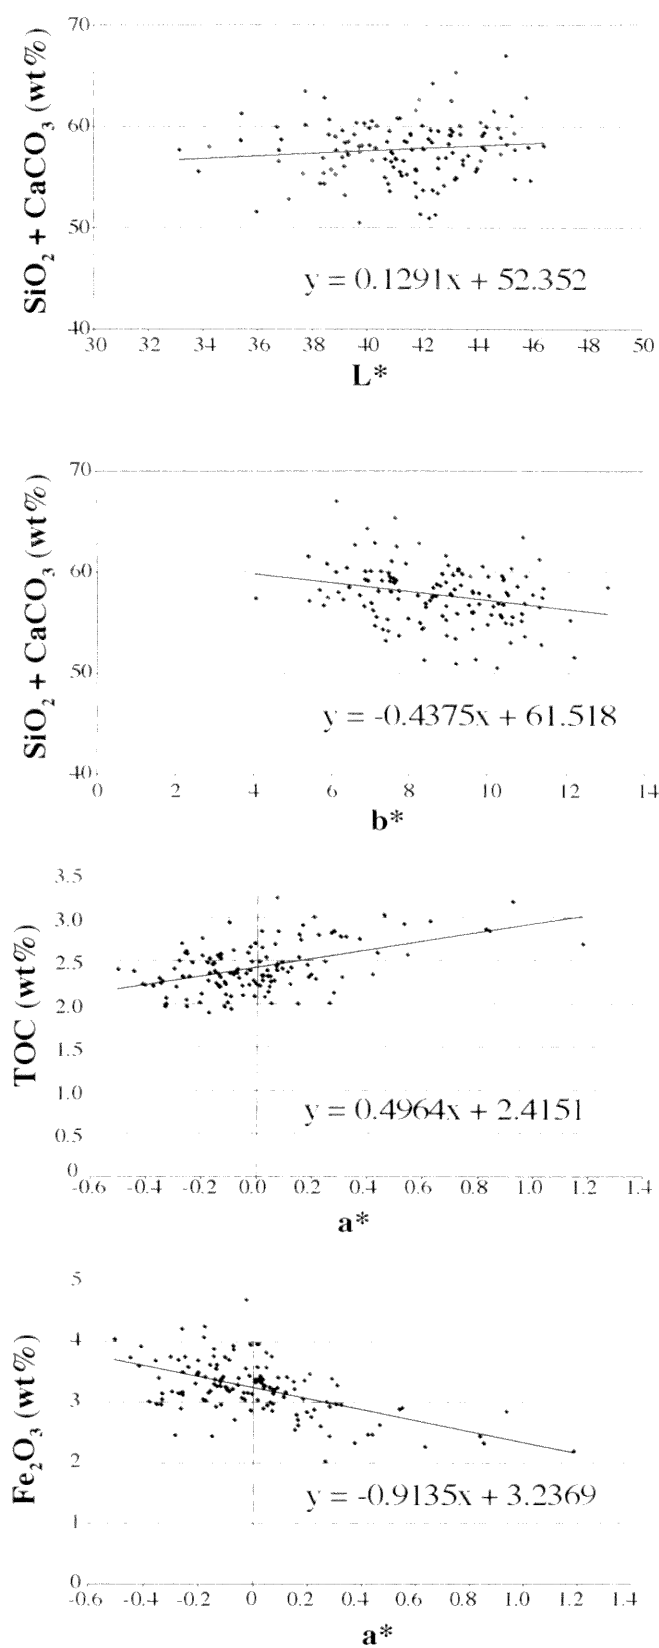 70
60
50
40
SiO₂ + CaCO₃ (wt%)
y = 0.1291x + 52.352
30 32 34 36 38 40 42 44 46 48 50
L*
70
60
50
40
SiO₂ + CaCO₃ (wt%)
y = -0.4375x + 61.518
0 2 4 6 8 10 12 14
b*
3.5
3.0
2.5
2.0
1.5
1.0
0.5
0
TOC (wt%)
y = 0.4964x + 2.4151
-0.6 -0.4 -0.2 0.0 0.2 0.4 0.6 0.8 1.0 1.2 1.4
a*
5
4
3
2
1
0
Fe₂O₃ (wt%)
y = -0.9135x + 3.2369
-0.6 -0.4 -0.2 0 0.2 0.4 0.6 0.8 1.0 1.2 1.4
a*